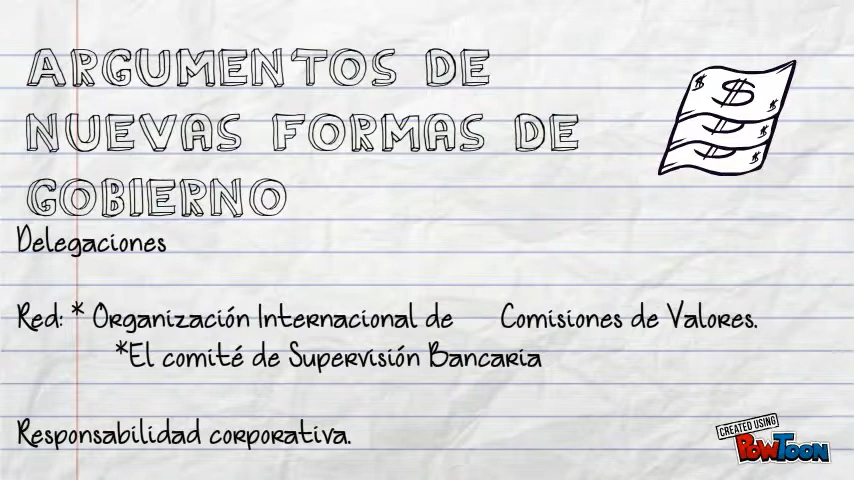 ARGUMENTOS DE
NUEVAS FORMAS DE
GOBIERNO
Delegaciones
Red: * Organización Internacional de Comisiones de Valores.
*El comité de Supervisión Bancaria
Responsabilidad corporativa.
CREATED USING
POWTOON